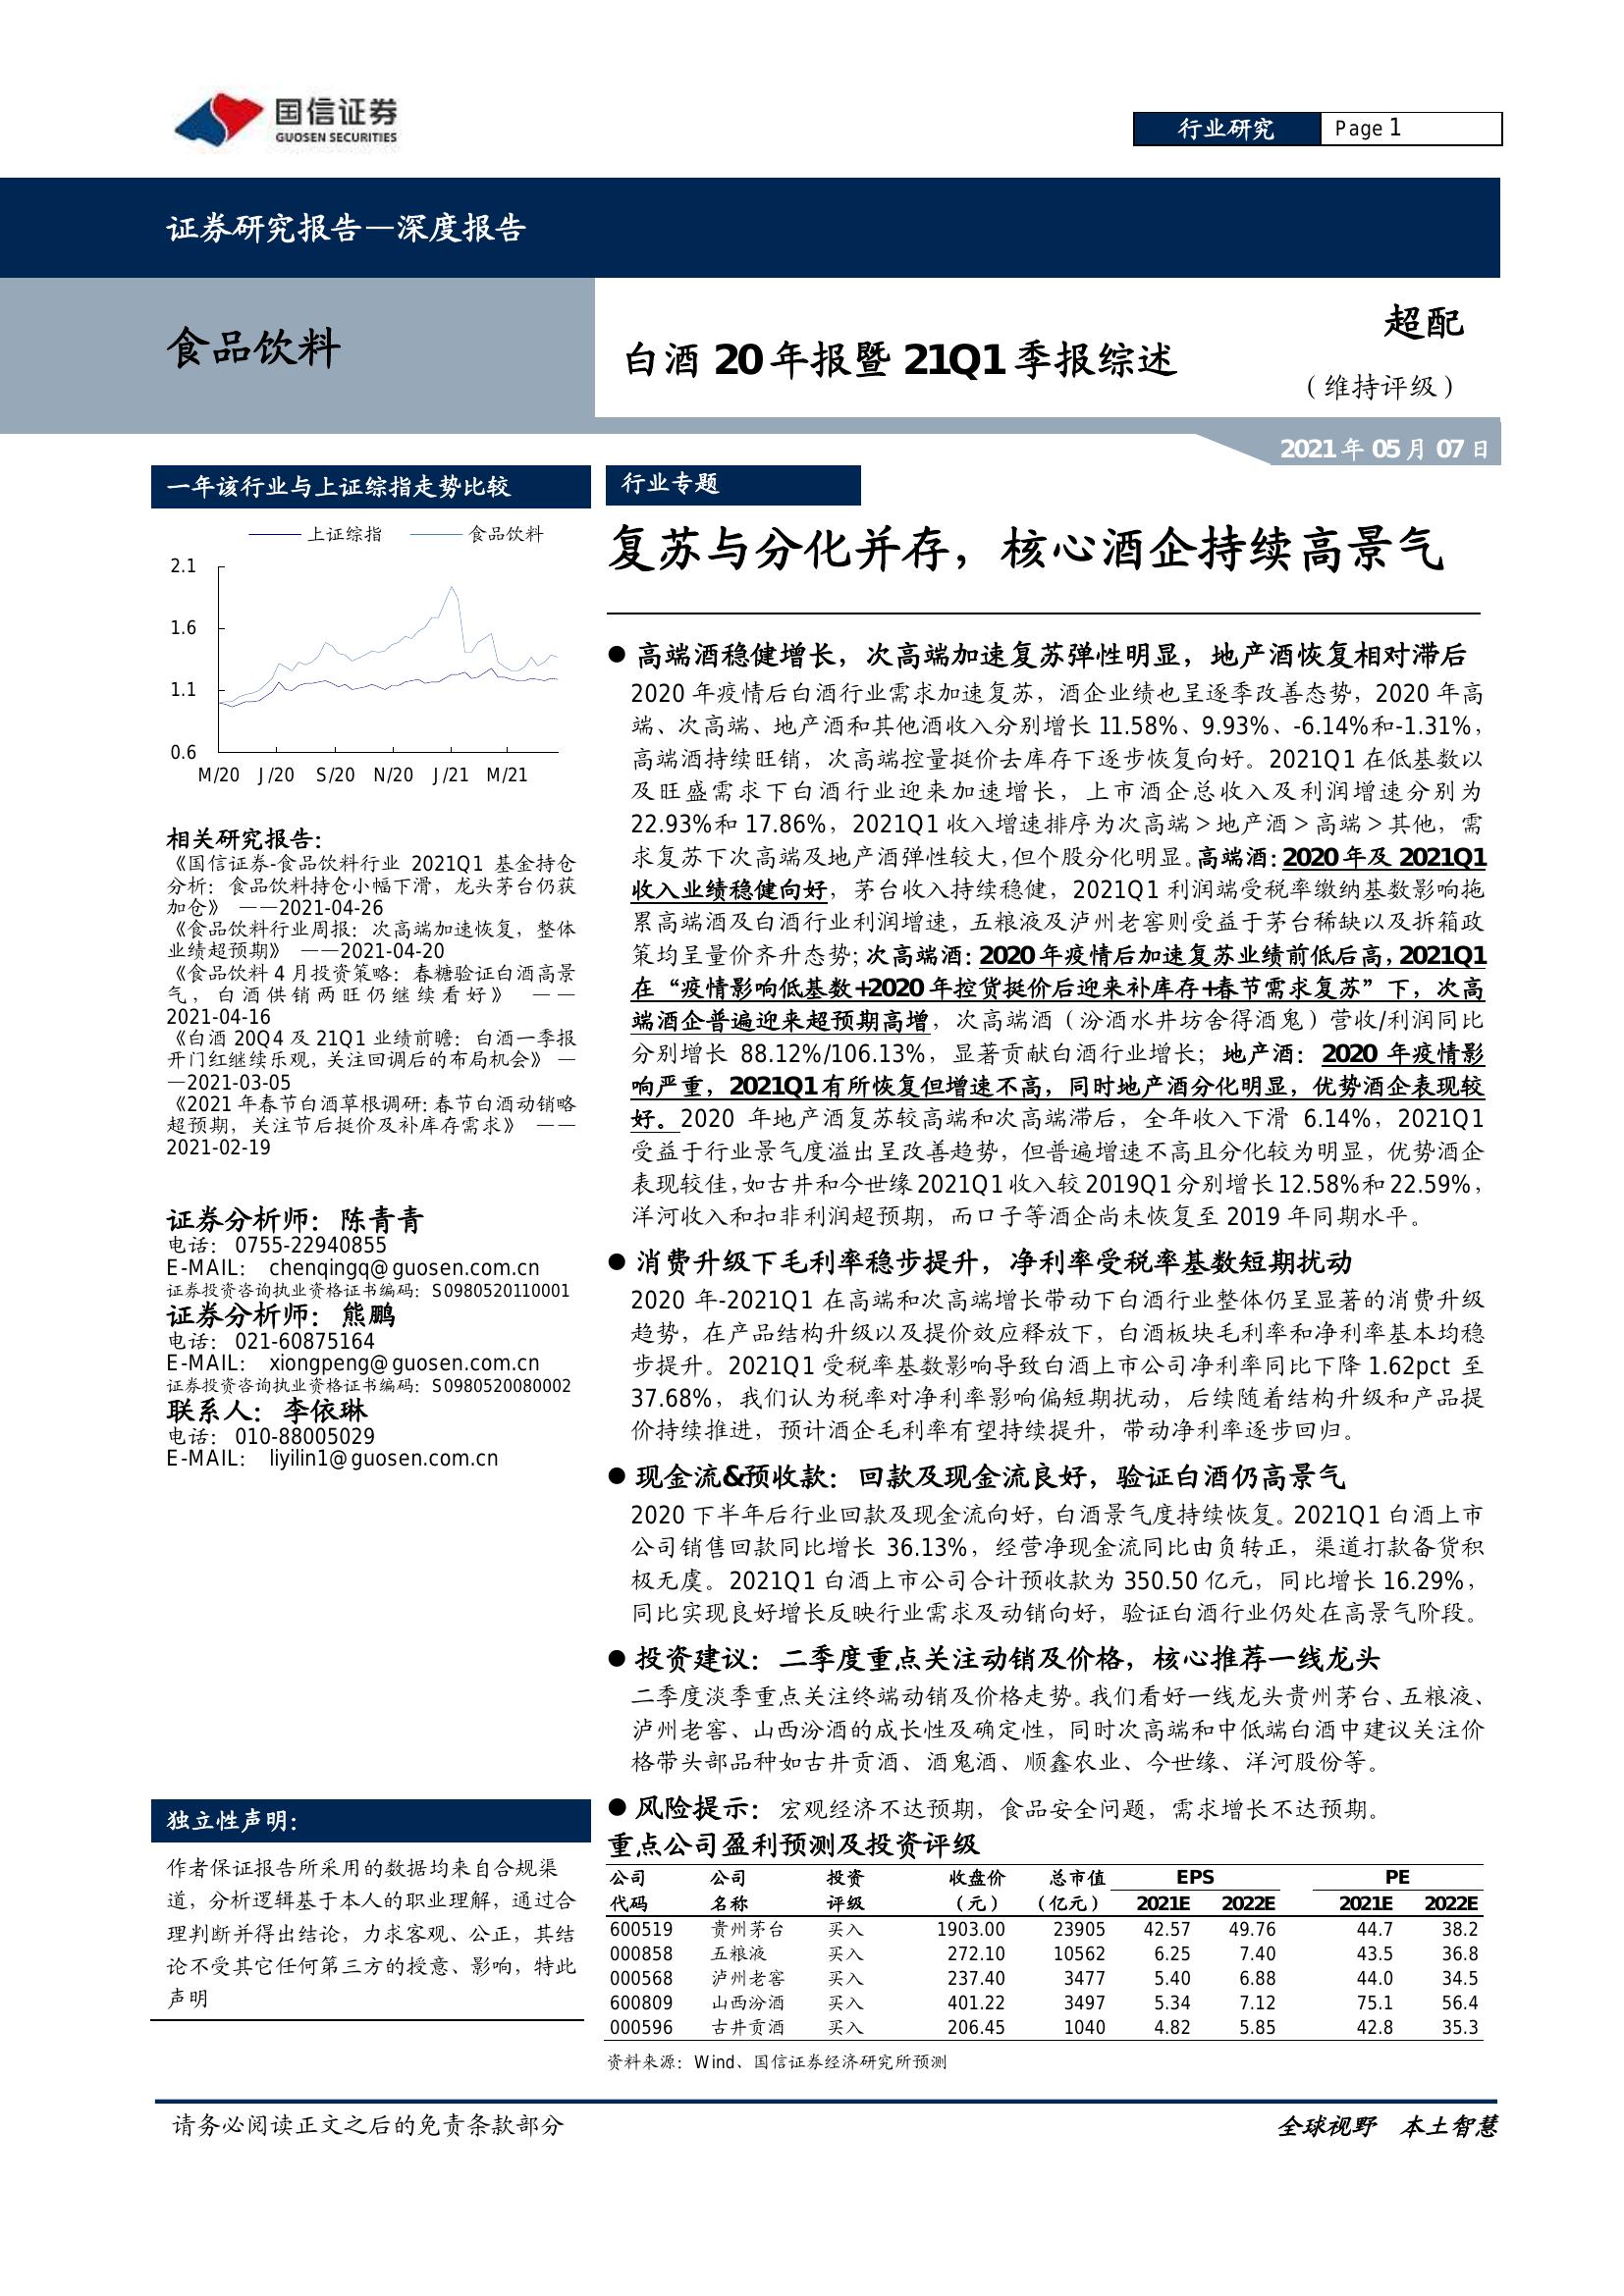 国信证券
GUOSEN SECURITIES
行业研究
Page 1
证券研究报告—深度报告
食品饮料
白酒 20 年报暨 21Q1 季报综述
超配
（维持评级）
2021 年 05 月 07 日
一年该行业与上证综指走势比较
上证综指 食品饮料
2.1
1.6
1.1
0.6
M/20 J/20 S/20 N/20 J/21 M/21
相关研究报告：
《国信证券-食品饮料行业 2021Q1 基金持仓
分析：食品饮料持仓小幅下滑，龙头茅台仍获
加仓》 ——2021-04-26
《食品饮料行业周报：次高端加速恢复，整体
业绩超预期》 ——2021-04-20
《食品饮料 4 月投资策略：春糖验证白酒高景
气，白酒供销两旺仍继续看好》 ——
2021-04-16
《白酒 20Q4 及 21Q1 业绩前瞻：白酒一季报
开门红继续乐观，关注回调后的布局机会》 —
—2021-03-05
《2021 年春节白酒草根调研：春节白酒动销略
超预期，关注节后挺价及补库存需求》 ——
2021-02-19
证券分析师：陈青青
电话： 0755-22940855
E-MAIL： chenqingq@guosen.com.cn
证券投资咨询执业资格证书编码：S0980520110001
证券分析师：熊鹏
电话： 021-60875164
E-MAIL： xiongpeng@guosen.com.cn
证券投资咨询执业资格证书编码：S0980520080002
联系人：李依琳
电话： 010-88005029
E-MAIL： liyilin1@guosen.com.cn
独立性声明：
作者保证报告所采用的数据均来自合规渠
道，分析逻辑基于本人的职业理解，通过合
理判断并得出结论，力求客观、公正，其结
论不受其它任何第三方的授意、影响，特此
声明
行业专题
复苏与分化并存，核心酒企持续高景气
● 高端酒稳健增长，次高端加速复苏弹性明显，地产酒恢复相对滞后
2020 年疫情后白酒行业需求加速复苏，酒企业绩也呈逐季改善态势，2020 年高
端、次高端、地产酒和其他酒收入分别增长 11.58%、9.93%、-6.14%和-1.31%，
高端酒持续旺销，次高端控量挺价去库存下逐步恢复向好。2021Q1 在低基数以
及旺盛需求下白酒行业迎来加速增长，上市酒企总收入及利润增速分别为
22.93%和 17.86%，2021Q1 收入增速排序为次高端＞地产酒＞高端＞其他，需
求复苏下次高端及地产酒弹性较大，但个股分化明显。高端酒：2020 年及 2021Q1
收入业绩稳健向好，茅台收入持续稳健，2021Q1 利润端受税率缴纳基数影响拖
累高端酒及白酒行业利润增速，五粮液及泸州老窖则受益于茅台稀缺以及拆箱政
策均呈量价齐升态势；次高端酒：2020 年疫情后加速复苏业绩前低后高，2021Q1
在“疫情影响低基数+2020 年控货挺价后迎来补库存+春节需求复苏”下，次高
端酒企普遍迎来超预期高增，次高端酒（汾酒水井坊舍得酒鬼）营收/利润同比
分别增长 88.12%/106.13%，显著贡献白酒行业增长；地产酒：2020 年疫情影
响严重，2021Q1 有所恢复但增速不高，同时地产酒分化明显，优势酒企表现较
好。2020 年地产酒复苏较高端和次高端滞后，全年收入下滑 6.14%，2021Q1
受益于行业景气度溢出呈改善趋势，但普遍增速不高且分化较为明显，优势酒企
表现较佳，如古井和今世缘 2021Q1 收入较 2019Q1 分别增长 12.58%和 22.59%，
洋河收入和扣非利润超预期，而口子等酒企尚未恢复至 2019 年同期水平。
● 消费升级下毛利率稳步提升，净利率受税率基数短期扰动
2020 年-2021Q1 在高端和次高端增长带动下白酒行业整体仍呈显著的消费升级
趋势，在产品结构升级以及提价效应释放下，白酒板块毛利率和净利率基本均稳
步提升。2021Q1 受税率基数影响导致白酒上市公司净利率同比下降 1.62pct 至
37.68%，我们认为税率对净利率影响偏短期扰动，后续随着结构升级和产品提
价持续推进，预计酒企毛利率有望持续提升，带动净利率逐步回归。
● 现金流&预收款：回款及现金流良好，验证白酒仍高景气
2020 下半年后行业回款及现金流向好，白酒景气度持续恢复。2021Q1 白酒上市
公司销售回款同比增长 36.13%，经营净现金流同比由负转正，渠道打款备货积
极无虞。2021Q1 白酒上市公司合计预收款为 350.50 亿元，同比增长 16.29%，
同比实现良好增长反映行业需求及动销向好，验证白酒行业仍处在高景气阶段。
● 投资建议：二季度重点关注动销及价格，核心推荐一线龙头
二季度淡季重点关注终端动销及价格走势。我们看好一线龙头贵州茅台、五粮液、
泸州老窖、山西汾酒的成长性及确定性，同时次高端和中低端白酒中建议关注价
格带头部品种如古井贡酒、酒鬼酒、顺鑫农业、今世缘、洋河股份等。
● 风险提示：宏观经济不达预期，食品安全问题，需求增长不达预期。
重点公司盈利预测及投资评级
公司 公司 投资 收盘价 总市值 EPS PE
代码 名称 评级 （元） （亿元） 2021E 2022E 2021E 2022E
600519 贵州茅台 买入 1903.00 23905 42.57 49.76 44.7 38.2
000858 五粮液 买入 272.10 10562 6.25 7.40 43.5 36.8
000568 泸州老窖 买入 237.40 3477 5.40 6.88 44.0 34.5
600809 山西汾酒 买入 401.22 3497 5.34 7.12 75.1 56.4
000596 古井贡酒 买入 206.45 1040 4.82 5.85 42.8 35.3
资料来源：Wind、国信证券经济研究所预测
请务必阅读正文之后的免责条款部分
全球视野 本土智慧